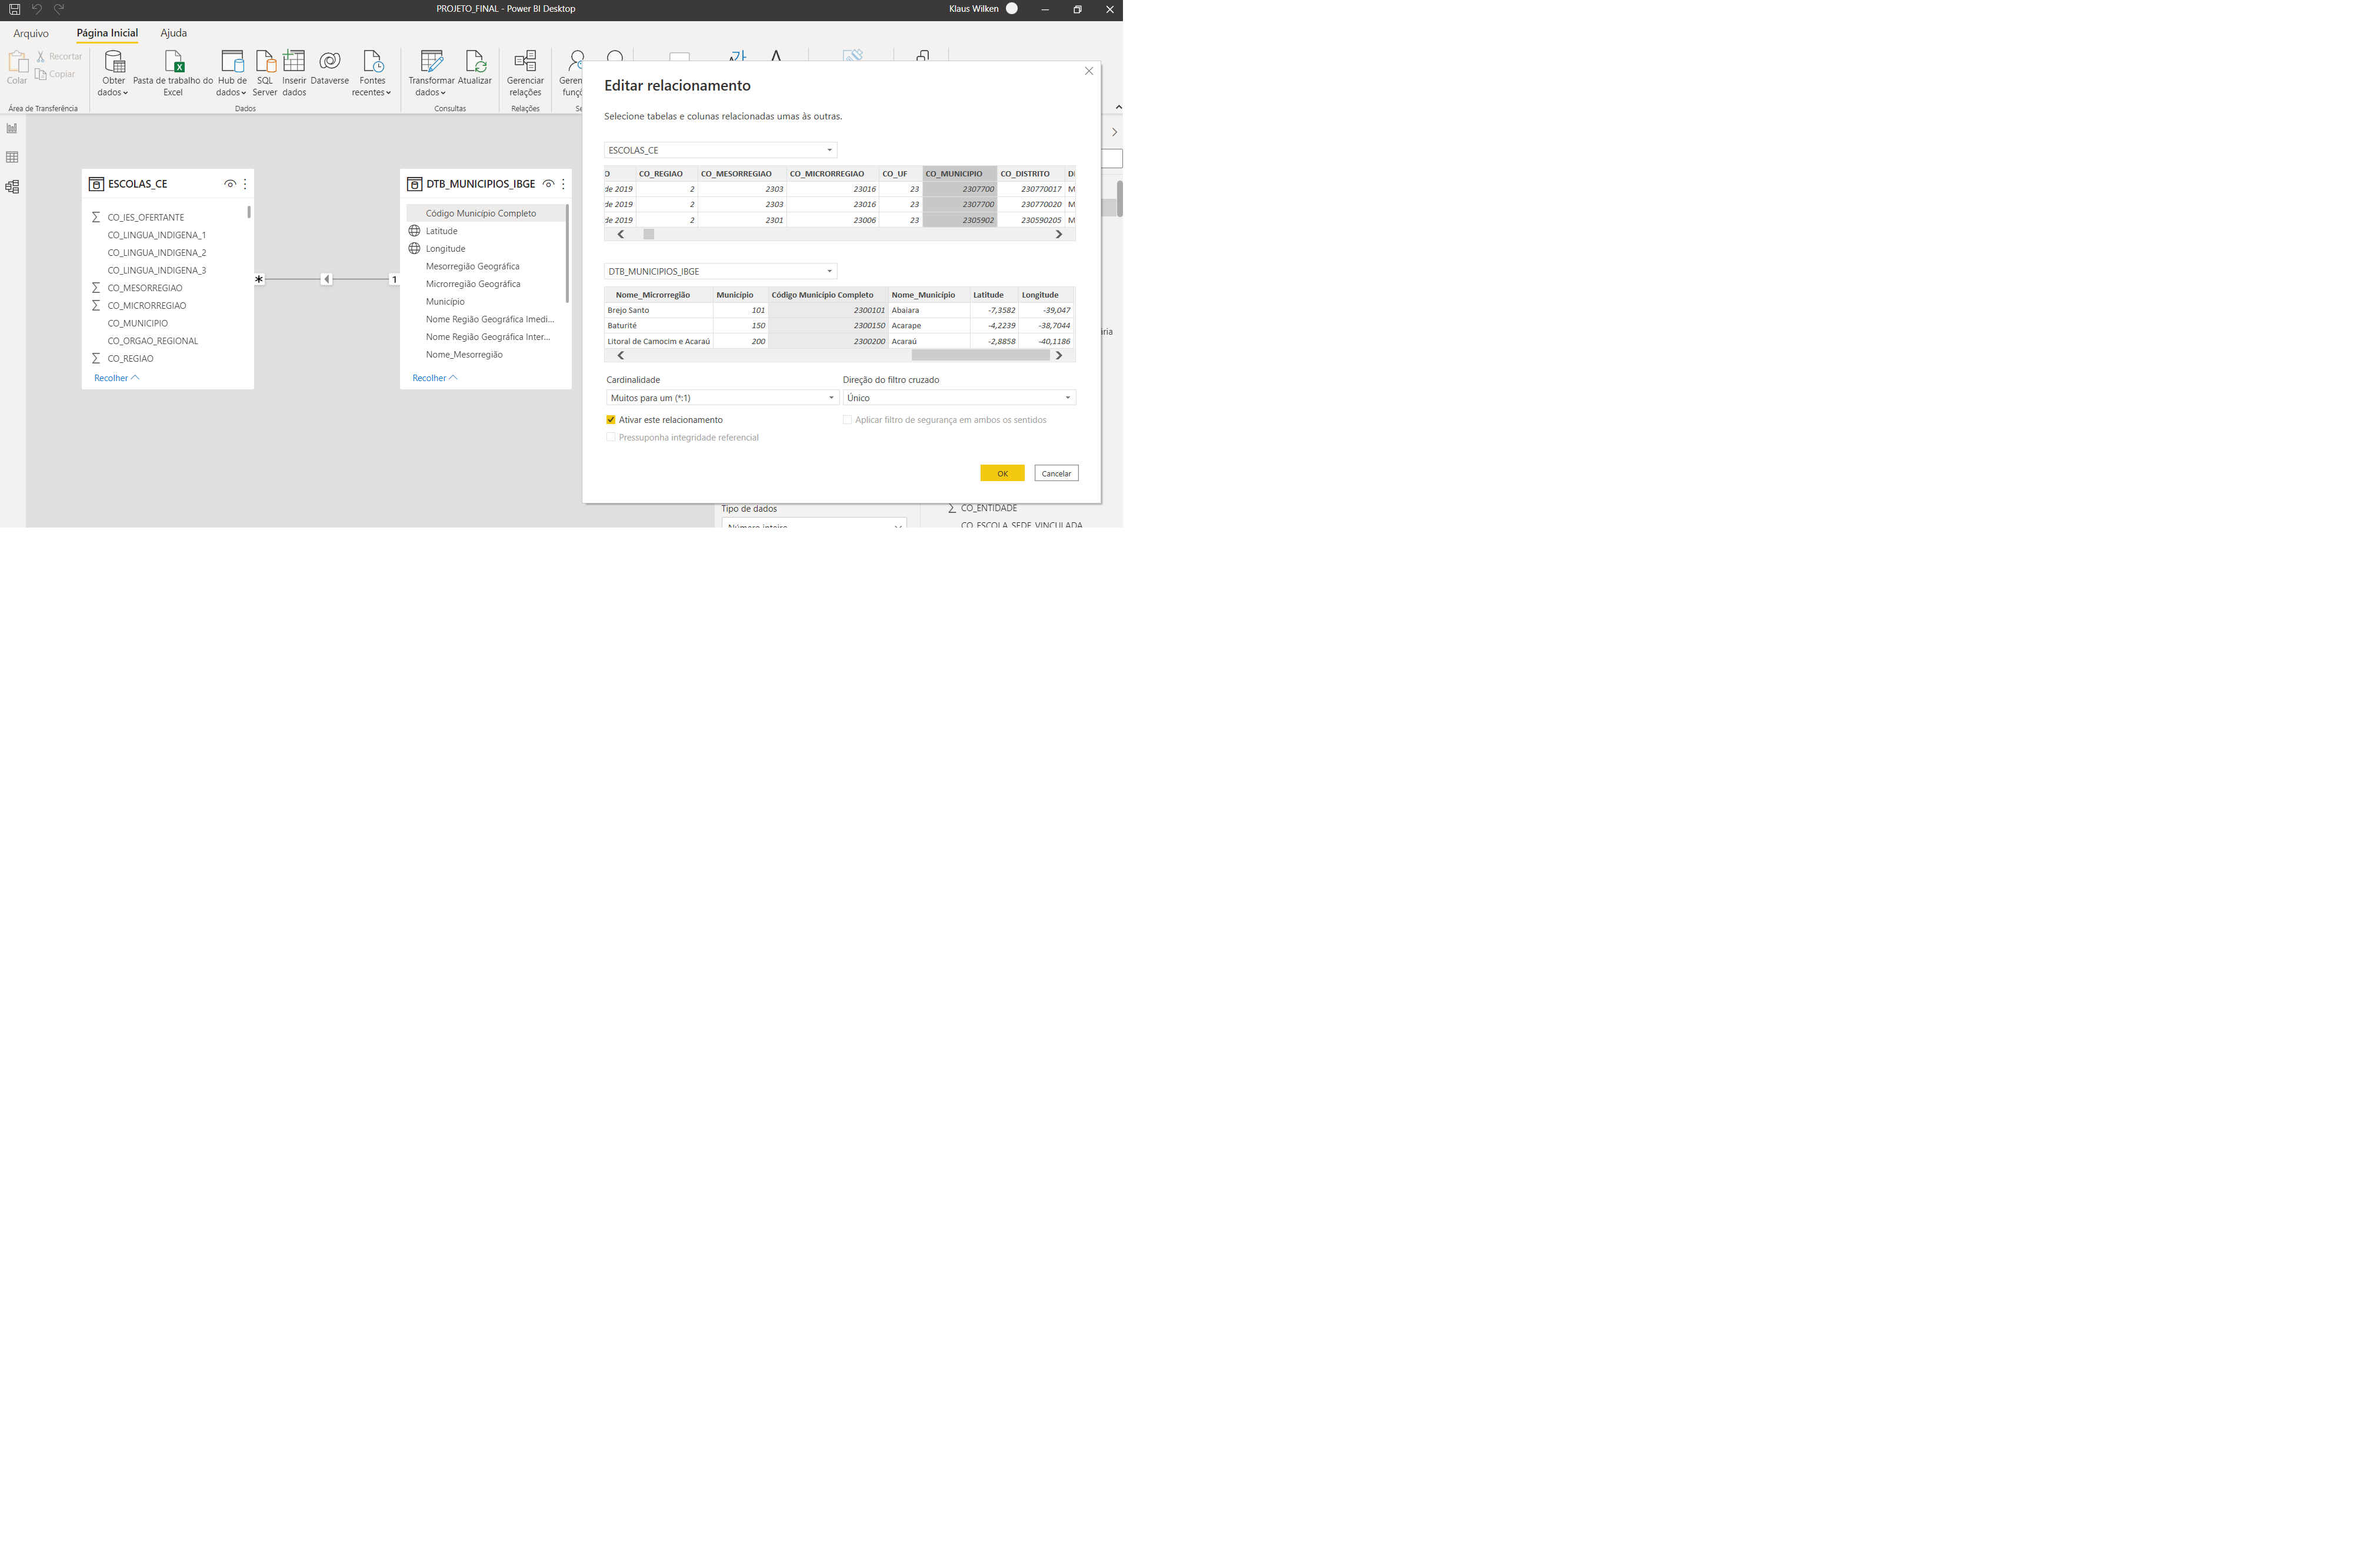 PROJETO_FINAL - Power BI Desktop
Klaus Wilken
Arquivo
Página Inicial
Ajuda
Colar
Recortar
Copiar
Área de Transferência
Obter dados
Pasta de trabalho do Excel
Hub de dados
SQL Server
Inserir dados
Dataverse
Fontes recentes
Dados
Transformar dados
Atualizar
Consultas
Gerenciar relações
Relações
ESCOLAS_CE
CO_IES_OFERTANTE
CO_LINGUA_INDIGENA_1
CO_LINGUA_INDIGENA_2
CO_LINGUA_INDIGENA_3
CO_MESORREGIAO
CO_MICRORREGIAO
CO_MUNICIPIO
CO_ORGAO_REGIONAL
CO_REGIAO
Recolher
* 1
DTB_MUNICIPIOS_IBGE
Código Município Completo
Latitude
Longitude
Mesorregião Geográfica
Microrregião Geográfica
Município
Nome Região Geográfica Imedi...
Nome Região Geográfica Inter...
Nome_Mesorregião
Recolher
Editar relacionamento
Selecione tabelas e colunas relacionadas umas às outras.
ESCOLAS_CE
O CO_REGIAO CO_MESORREGIAO CO_MICRORREGIAO CO_UF CO_MUNICIPIO CO_DISTRITO DI
de 2019 2 2303 23016 23 2307700 230770017 M
de 2019 2 2303 23016 23 2307700 230770020 M
de 2019 2 2301 23006 23 2305902 230590205 M
DTB_MUNICIPIOS_IBGE
Nome_Microrregião Município Código Município Completo Nome_Município Latitude Longitude
Brejo Santo 101 2300101 Abaiara -7,3582 -39,047
Baturité 150 2300150 Acarape -4,2239 -38,7044
Litoral de Camocim e Acaraú 200 2300200 Acaraú -2,8858 -40,1186
Cardinalidade
Muitos para um (*:1)
Direção do filtro cruzado
Único
Ativar este relacionamento
Aplicar filtro de segurança em ambos os sentidos
Pressuponha integridade referencial
OK
Cancelar
Tipo de dados
Número inteiro
CO_ENTIDADE
CO_ESCOLA_SEDE_VINCULADA